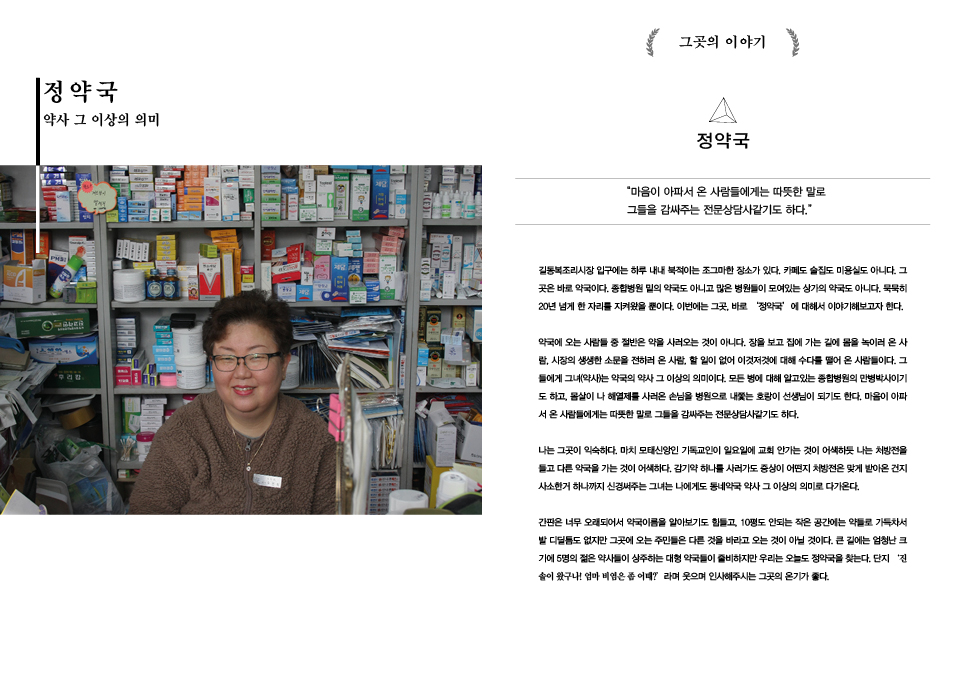 정약국
약사 그 이상의 의미
그곳의 이야기
정약국
"마음이 아파서 온 사람들에게는 따뜻한 말로
그들을 감싸주는 전문상담사같기도 하다."
길동복조리시장 입구에는 하루 내내 북적이는 조그마한 장소가 있다. 카페도 술집도 미용실도 아니다. 그
곳은 바로 약국이다. 종합병원 밑의 약국도 아니고 많은 병원들이 모여있는 상가의 약국도 아니다. 묵묵히
20년 넘게 한 자리를 지켜왔을 뿐이다. 이번에는 그곳, 바로 '정약국' 에 대해서 이야기해보고자 한다.
약국에 오는 사람들 중 절반은 약을 사러오는 것이 아니다. 장을 보고 집에 가는 길에 몸을 녹이러 온 사
람, 시장의 생생한 소문을 전하러 온 사람, 할 일이 없어 이것저것에 대해 수다를 떨어 온 사람들이다. 그
들에게 그녀(약사)는 약국의 약사 그 이상의 의미이다. 모든 병에 대해 알고있는 종합병원의 만병박사이기
도 하고, 몸살이 나 해열제를 사러온 손님을 병원으로 내쫓는 호랑이 선생님이 되기도 한다. 마음이 아파
서 온 사람들에게는 따뜻한 말로 그들을 감싸주는 전문상담사같기도 하다.
나는 그곳이 익숙하다. 마치 모태신앙인 기독교인이 일요일에 교회 안가는 것이 어색하듯 나는 처방전을
들고 다른 약국을 가는 것이 어색하다. 감기약 하나를 사러가도 증상이 어떤지 처방전은 맞게 받아온 건지
사소한거 하나까지 신경써주는 그녀는 나에게도 동네약국 약사 그 이상의 의미로 다가온다.
간판은 너무 오래되어서 약국이름을 알아보기도 힘들고, 10평도 안되는 작은 공간에는 약들로 가득차서
발 디딜틈도 없지만 그곳에 오는 주민들은 다른 것을 바라고 오는 것이 아닐 것이다. 큰 길에는 엄청난 크
기에 5명의 젊은 약사들이 상주하는 대형 약국들이 즐비하지만 우리는 오늘도 정약국을 찾는다. 단지 '진
솔이 왔구나! 엄마 비염은 좀 어때?' 라며 웃으며 인사해주시는 그곳의 온기가 좋다.